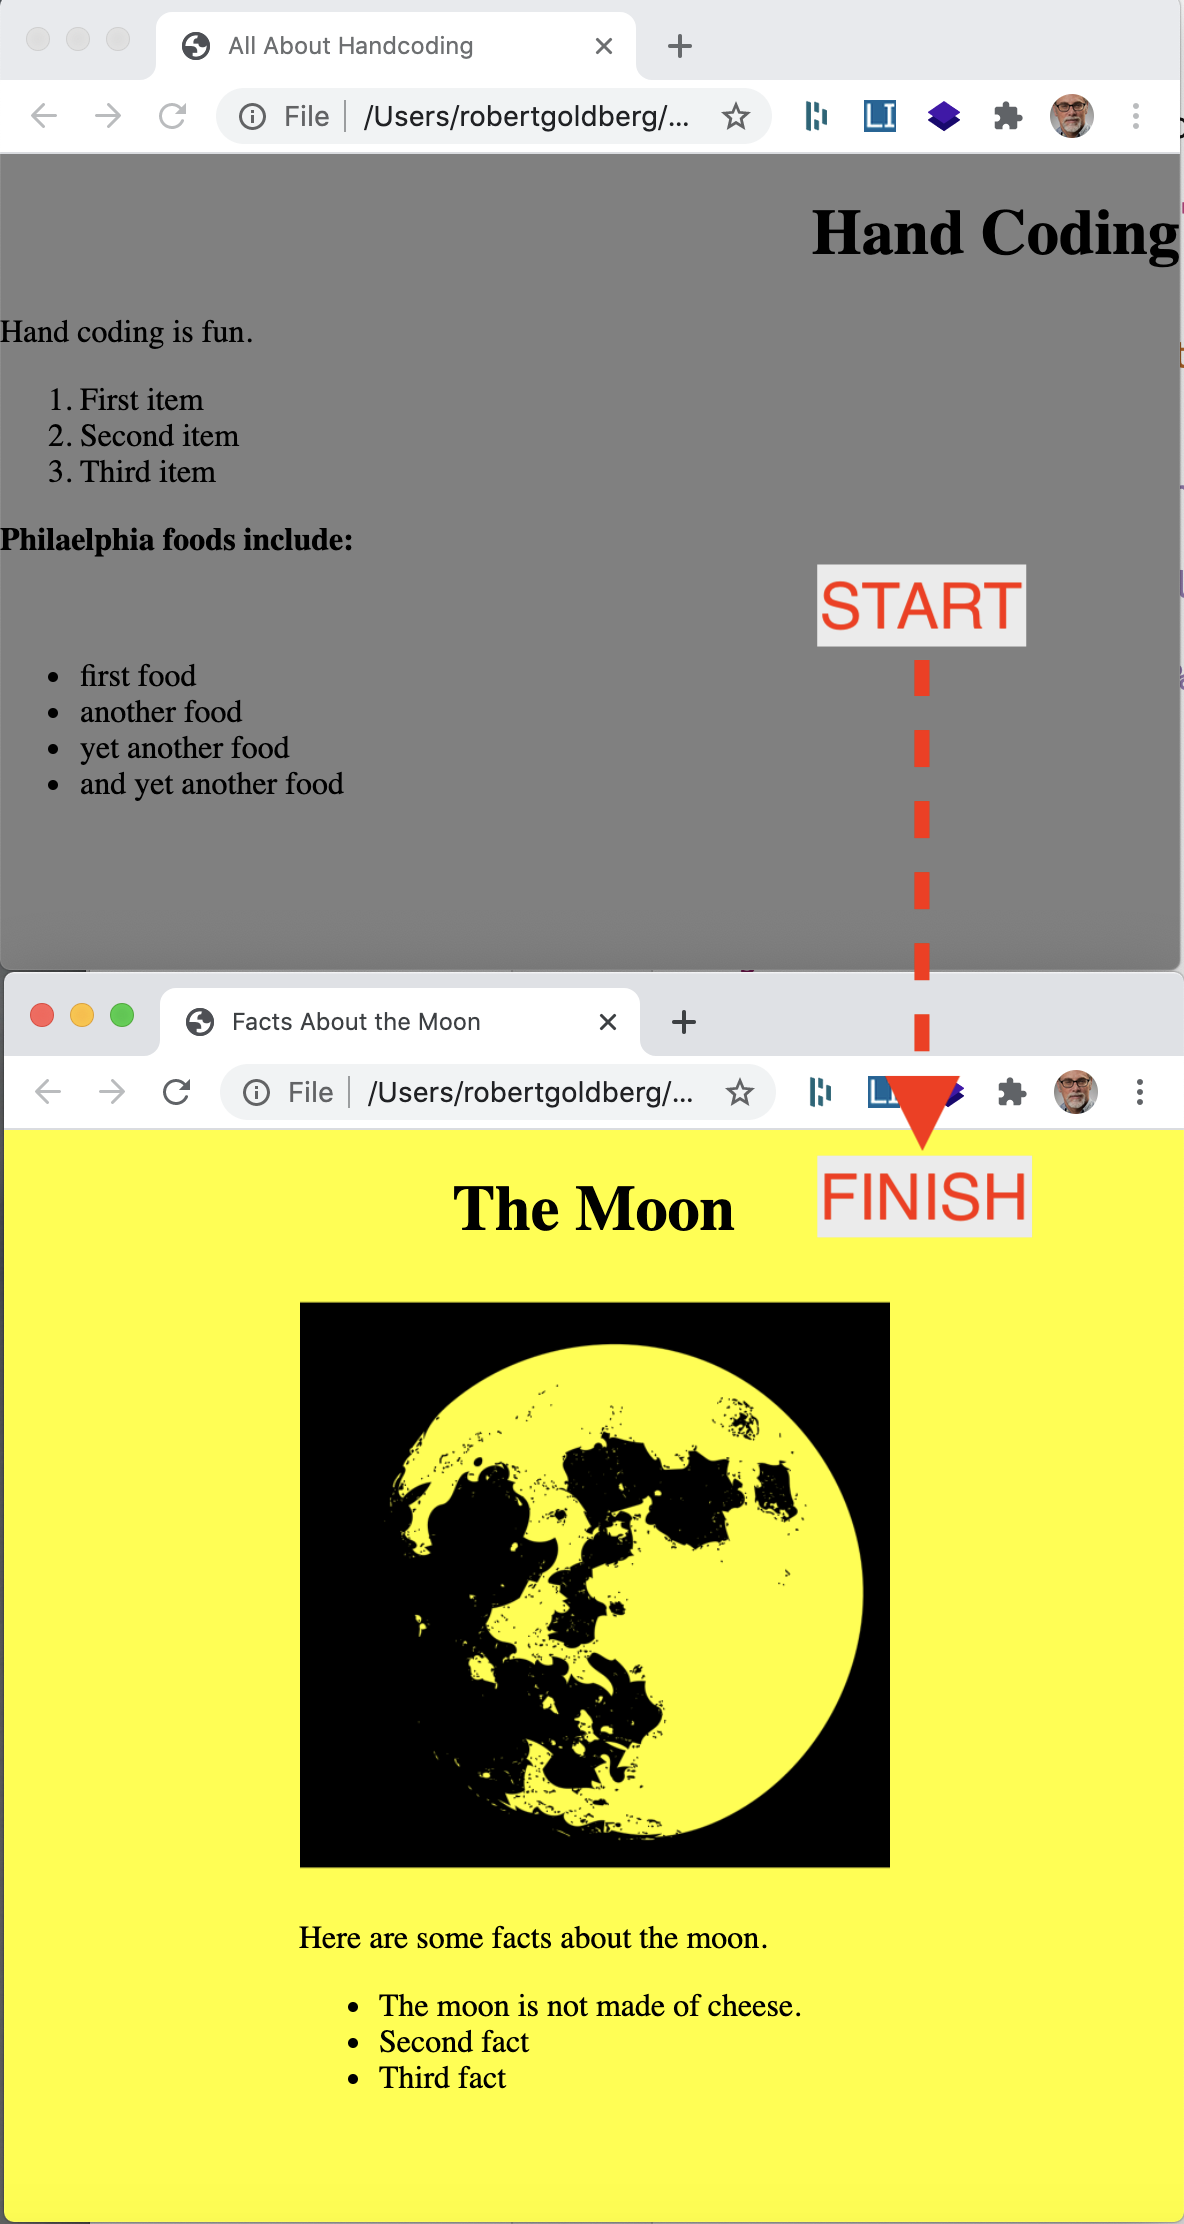 All About Handcoding
File /Users/robertgoldberg/...
LI
Hand Coding
Hand coding is fun.
1. First item
2. Second item
3. Third item
Philaelphia foods include:
START
• first food
• another food
• yet another food
• and yet another food
Facts About the Moon
File /Users/robertgoldberg/...
The Moon
FINISH
Here are some facts about the moon.
• The moon is not made of cheese.
• Second fact
• Third fact